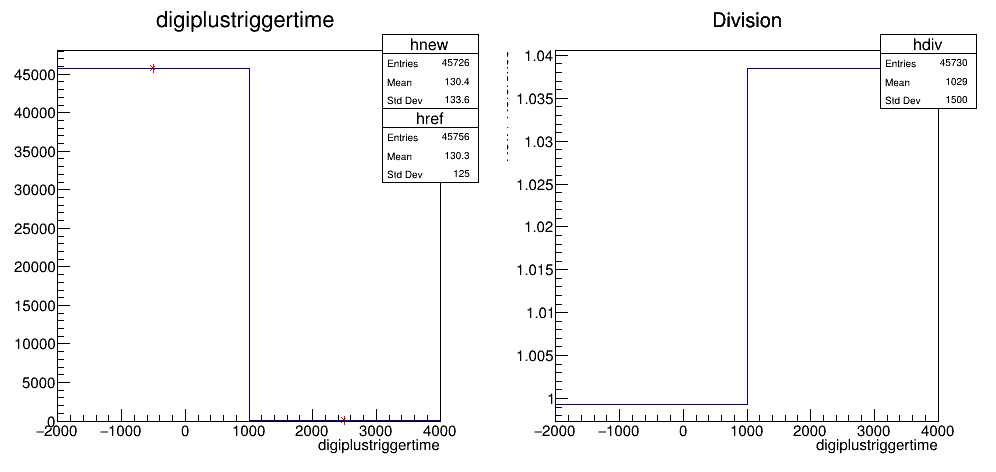 digiplustriggertime
hnew
Entries 45726
Mean 130.4
Std Dev 133.6
href
Entries 45756
Mean 130.3
Std Dev 125
45000
40000
35000
30000
25000
20000
15000
10000
5000
0
−2000 −1000 0 1000 2000 3000 4000
digiplustriggertime
Division
hdiv
Entries 45730
Mean 1029
Std Dev 1500
1.04
1.035
1.03
1.025
1.02
1.015
1.01
1.005
1
−2000 −1000 0 1000 2000 3000 4000
digiplustriggertime